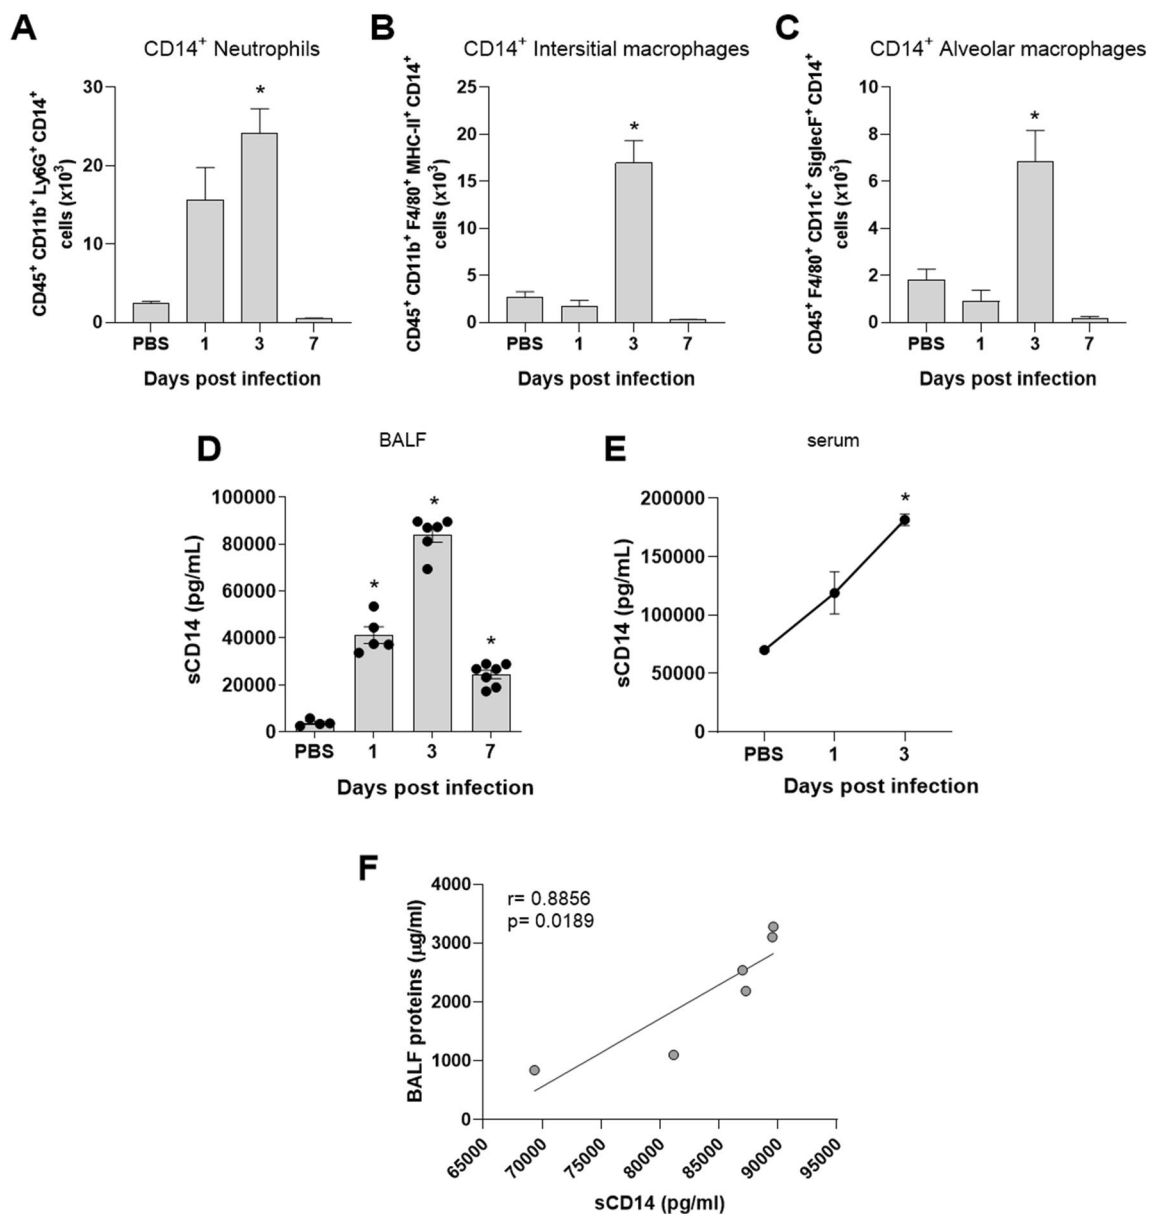 A
CD14+ Neutrophils
CD45+ CD11b+ Ly6G+ CD14+
cells (x10³)
30
20
10
0
*
PBS 1 3 7
Days post infection
B
CD14+ Intersitial macrophages
CD45+ CD11b+ F4/80+ MHC-II+ CD14+
cells (x10³)
25
20
15
10
5
0
*
PBS 1 3 7
Days post infection
C
CD14+ Alveolar macrophages
CD45+ F4/80+ CD11c+ SiglecF+ CD14+
cells (x10³)
10
8
6
4
2
0
*
PBS 1 3 7
Days post infection
D
BALF
sCD14 (pg/mL)
100000
80000
60000
40000
20000
0
*
*
*
PBS 1 3 7
Days post infection
E
serum
sCD14 (pg/mL)
200000
150000
100000
50000
0
*
PBS 1 3
Days post infection
F
r= 0.8856
p= 0.0189
BALF proteins (µg/ml)
4000
3000
2000
1000
0
65000 70000 75000 80000 85000 90000 95000
sCD14 (pg/ml)